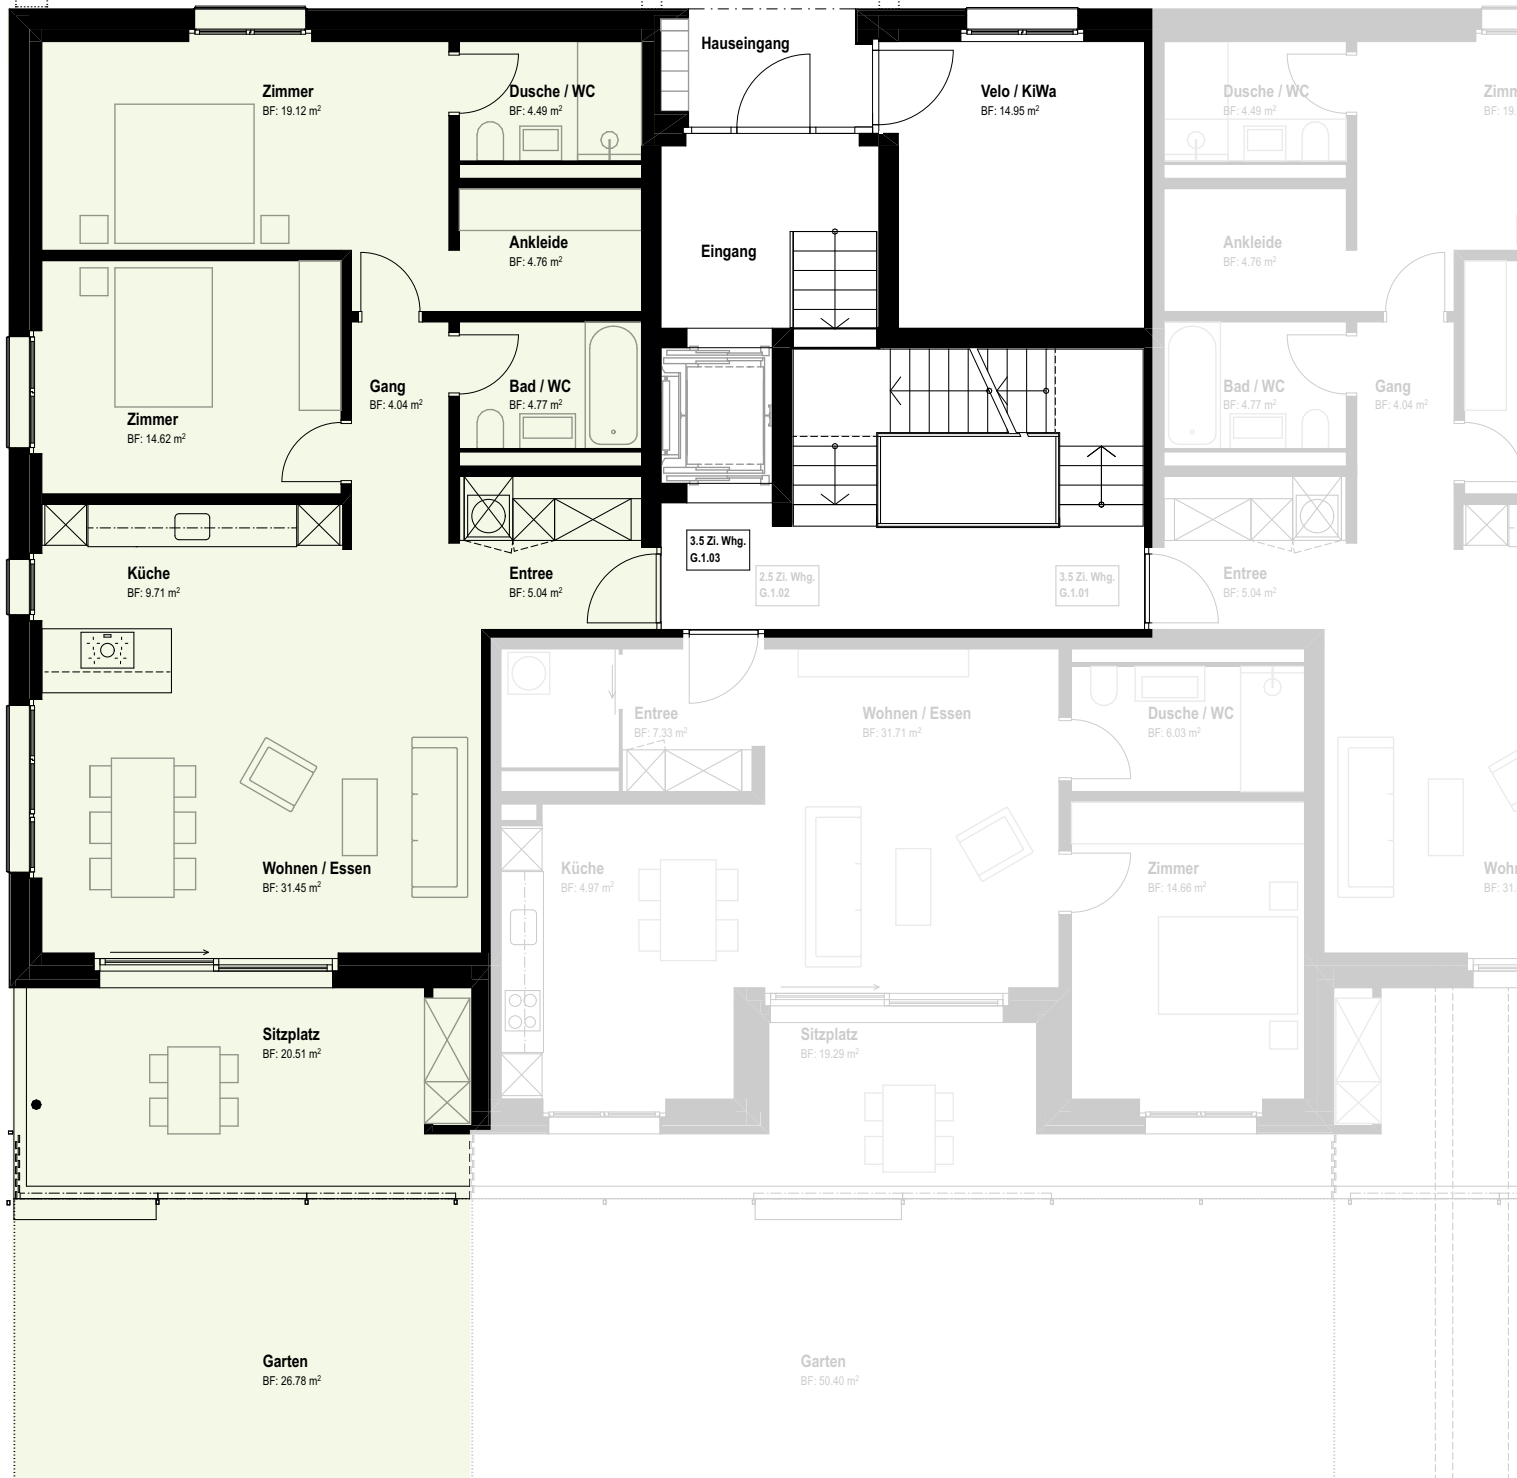 Zimmer
BF: 19.12 m²
Dusche / WC
BF: 4.49 m²
Hauseingang
Velo / KiWa
BF: 14.95 m²
Dusche / WC
BF: 4.49 m²
Ankleide
BF: 4.76 m²
Eingang
Ankleide
BF: 4.76 m²
Zimmer
BF: 14.62 m²
Gang
BF: 4.04 m²
Bad / WC
BF: 4.77 m²
Bad / WC
BF: 4.77 m²
Gang
BF: 4.04 m²
3.5 Zi. Whg.
G.1.03
2.5 Zi. Whg.
G.1.02
3.5 Zi. Whg.
G.1.01
Küche
BF: 9.71 m²
Entree
BF: 5.04 m²
Entree
BF: 5.04 m²
Entree
BF: 7.33 m²
Wohnen / Essen
BF: 31.71 m²
Dusche / WC
BF: 6.03 m²
Wohnen / Essen
BF: 31.45 m²
Küche
BF: 4.97 m²
Zimmer
BF: 14.66 m²
Sitzplatz
BF: 20.51 m²
Sitzplatz
BF: 19.29 m²
Garten
BF: 26.78 m²
Garten
BF: 50.40 m²